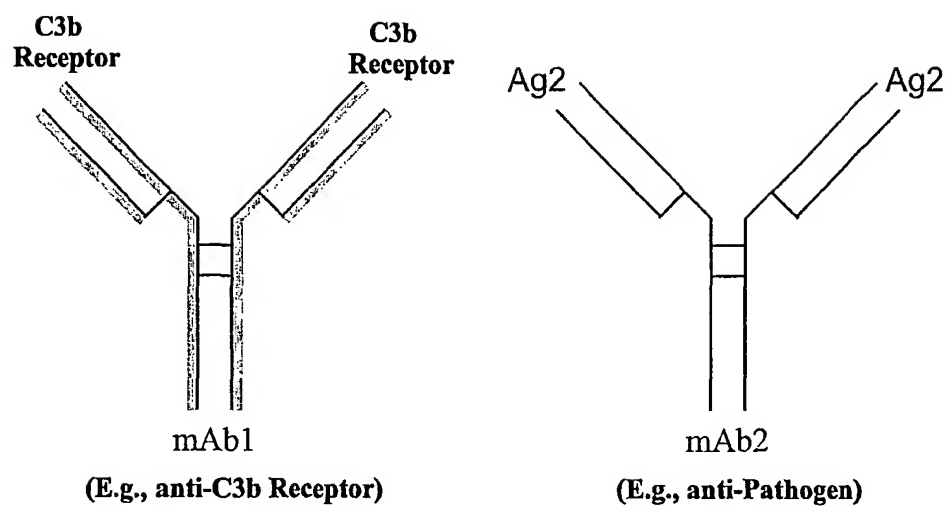 C3b
Receptor
C3b
Receptor
mAb1
(E.g., anti-C3b Receptor)
Ag2
Ag2
mAb2
(E.g., anti-Pathogen)